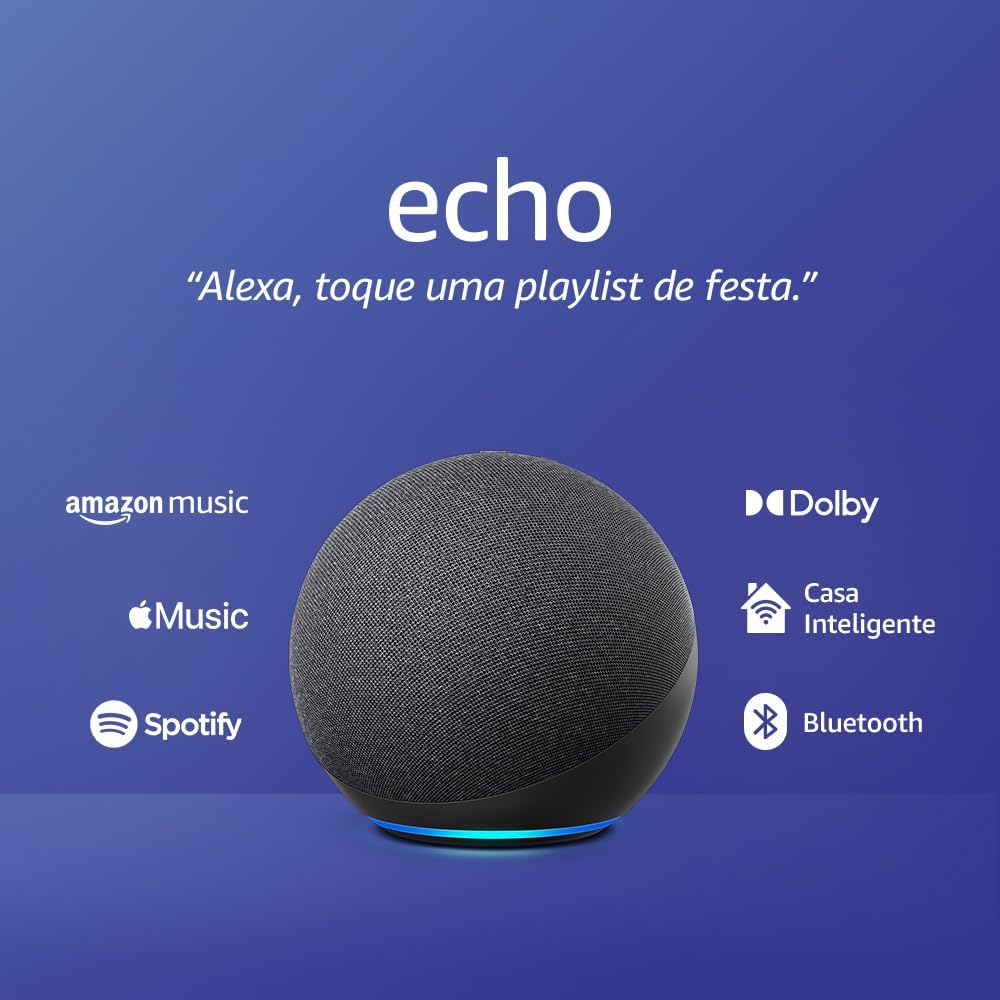 echo
“Alexa, toque uma playlist de festa.”
amazon music
Music
Spotify
Dolby
Casa
Inteligente
Bluetooth